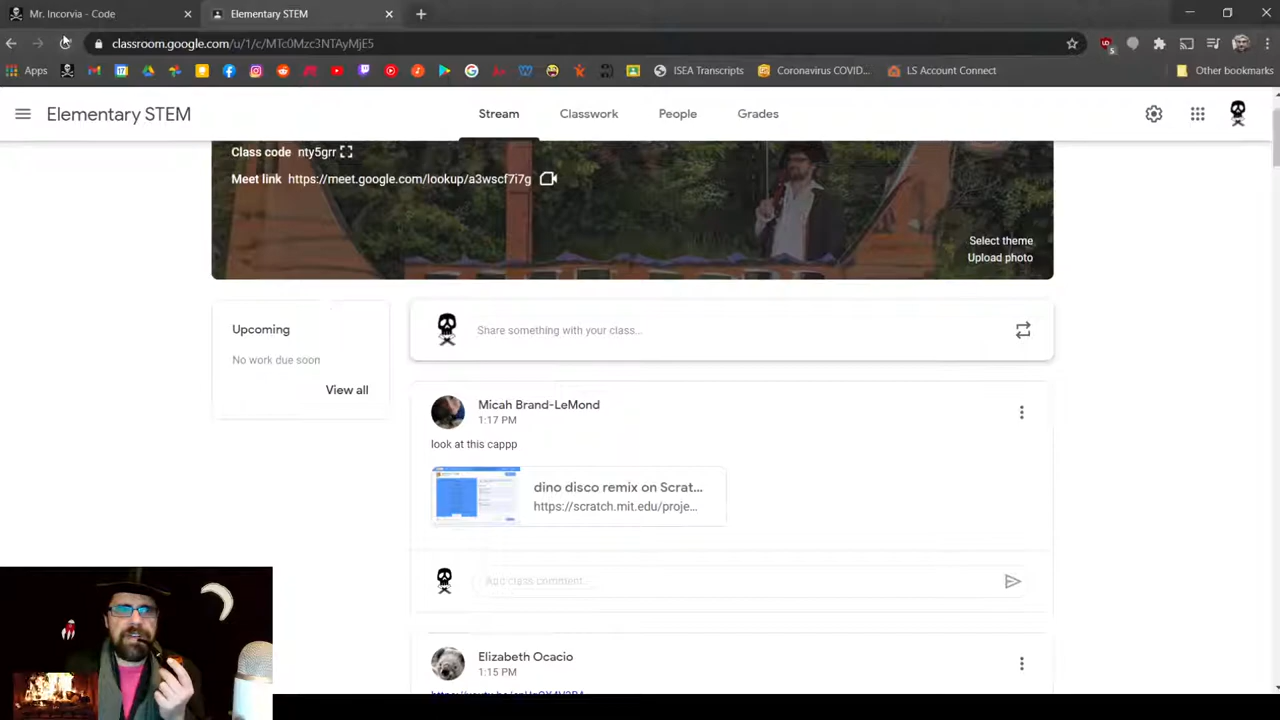 Mr. Incorvia - Code
Elementary STEM
classroom.google.com/u/1/c/MTc0Mzc3NTAyMjE5
Apps
ISEA Transcripts
Coronavirus COVID...
LS Account Connect
Other bookmarks
Elementary STEM
Stream
Classwork
People
Grades
Class code nty5grr
Meet link https://meet.google.com/lookup/a3wscf7i7g
Select theme
Upload photo
Upcoming
No work due soon
View all
Share something with your class...
Micah Brand-LeMond
1:17 PM
look at this cappp
dino disco remix on Scrat...
https://scratch.mit.edu/proje...
Add class comment...
Elizabeth Ocacio
1:15 PM